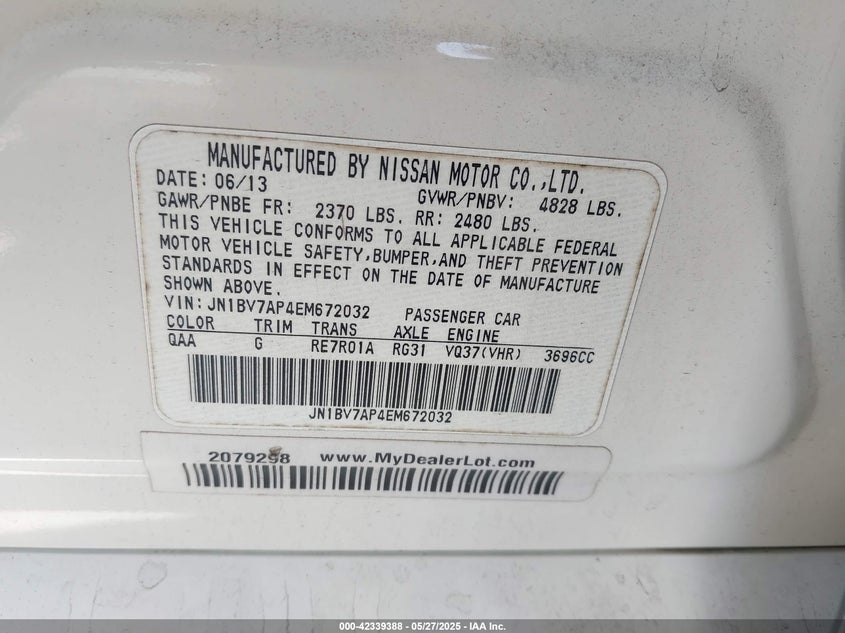 MANUFACTURED BY NISSAN MOTOR CO.,LTD.
DATE: 06/13 GVWR/PNBV: 4828 LBS.
GAWR/PNBE FR: 2370 LBS. RR: 2480 LBS.
THIS VEHICLE CONFORMS TO ALL APPLICABLE FEDERAL
MOTOR VEHICLE SAFETY,BUMPER,AND THEFT PREVENTION
STANDARDS IN EFFECT ON THE DATE OF MANUFACTURE
SHOWN ABOVE.
VIN: JN1BV7AP4EM672032 PASSENGER CAR
COLOR TRIM TRANS AXLE ENGINE
QAA G RE7R01A RG31 VQ37(VHR) 3696CC
JN1BV7AP4EM672032
2079298 www.MyDealerLot.com
000-42339388 - 05/27/2025 - IAA Inc.